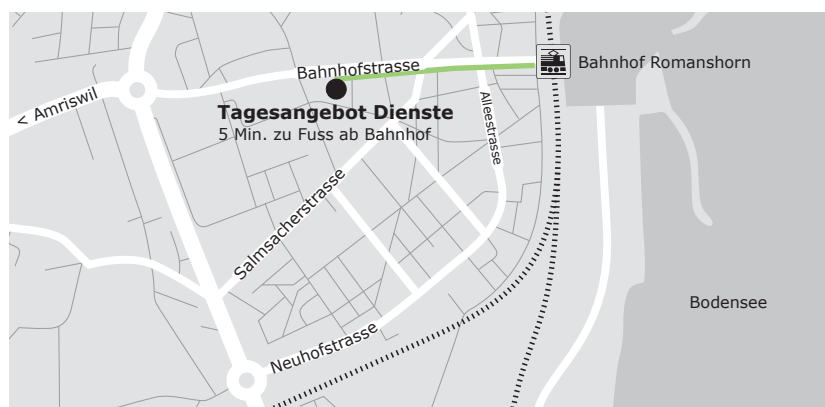 Bahnhofstrasse
Bahnhof Romanshorn
< Amriswil
Tagesangebot Dienste
5 Min. zu Fuss ab Bahnhof
Alleestrasse
Salmsacherstrasse
Bodensee
Neuhofstrasse